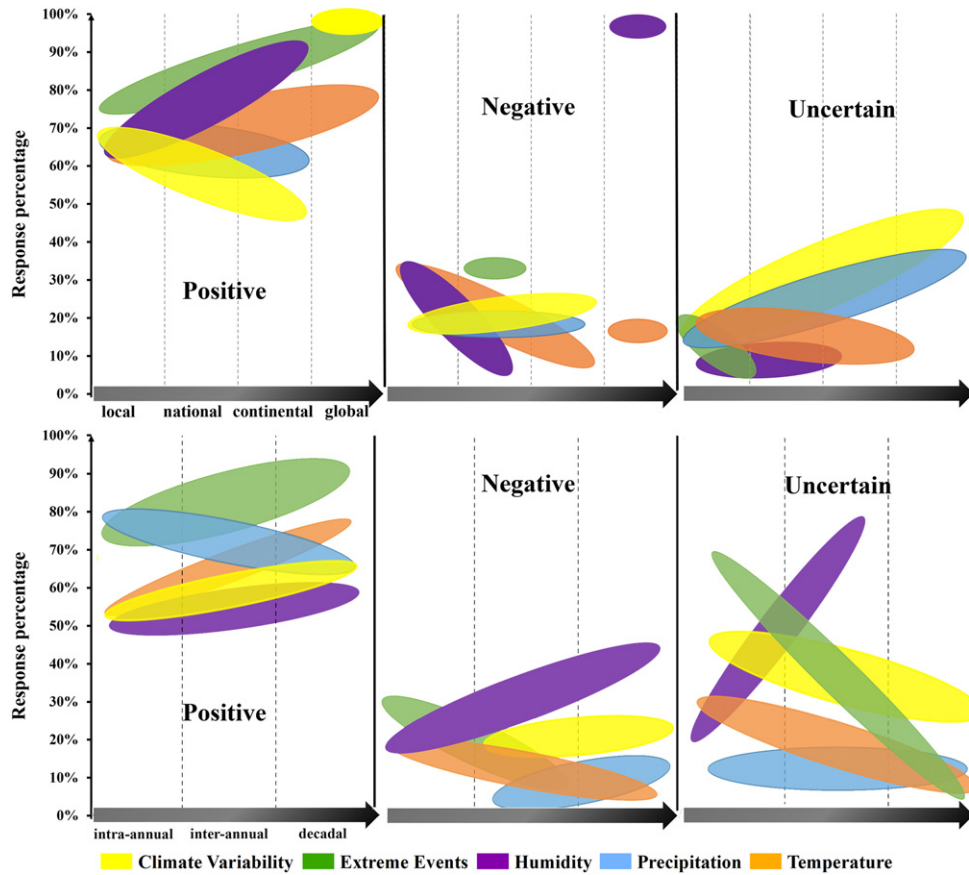 100%
90%
80%
70%
60%
50%
40%
30%
20%
10%
0%
Response percentage
Positive
Negative
Uncertain
local national continental global
100%
90%
80%
70%
60%
50%
40%
30%
20%
10%
0%
Response percentage
Positive
Negative
Uncertain
intra-annual inter-annual decadal
Climate Variability Extreme Events Humidity Precipitation Temperature